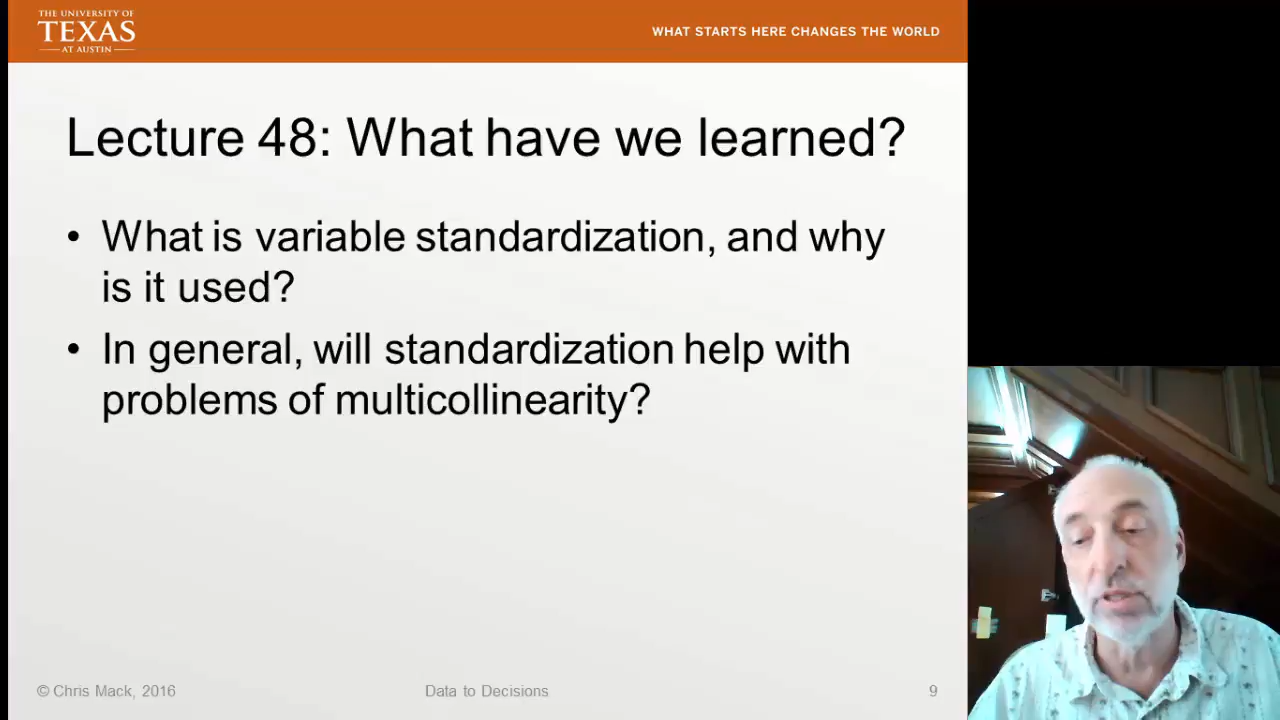 THE UNIVERSITY OF
TEXAS
AT AUSTIN
WHAT STARTS HERE CHANGES THE WORLD
Lecture 48: What have we learned?
• What is variable standardization, and why
is it used?
• In general, will standardization help with
problems of multicollinearity?
© Chris Mack, 2016
Data to Decisions
9